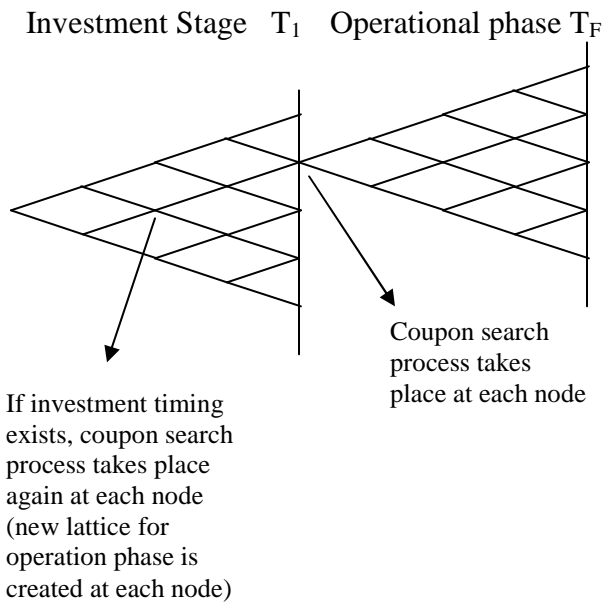 Investment Stage T₁ Operational phase T_F
Coupon search
process takes
place at each node
If investment timing
exists, coupon search
process takes place
again at each node
(new lattice for
operation phase is
created at each node)